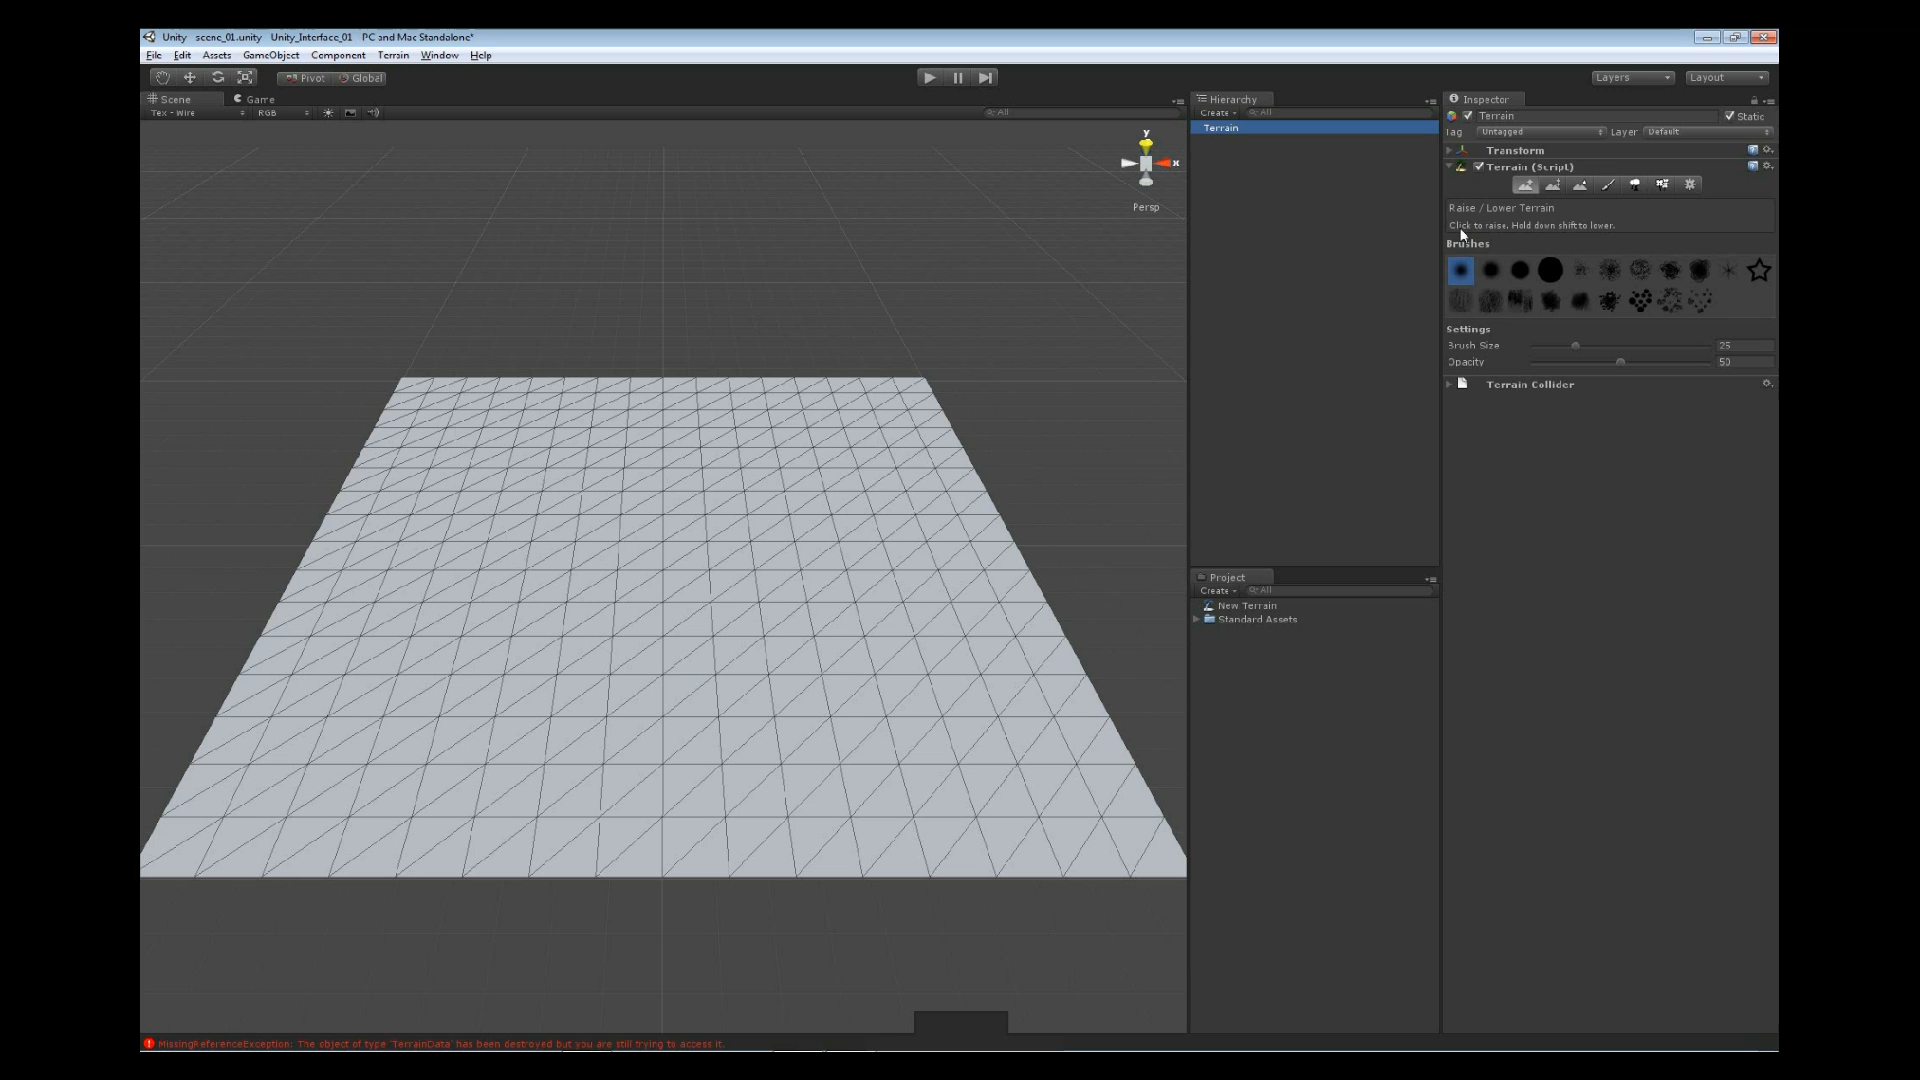 Unity   scene_01.unity   Unity_Interface_01   PC and Mac Standalone*
File Edit Assets GameObject Component Terrain Window Help
Pivot Global
Layers Layout
Scene Game
Tex - Wire RGB All
y
x
Persp
Hierarchy
Create All
Terrain
Project
Create All
New Terrain
Standard Assets
Inspector
Terrain Static
Tag Untagged Layer Default
Transform
Terrain (Script)
Raise / Lower Terrain
Click to raise. Hold down shift to lower.
Brushes
Settings
Brush Size 25
Opacity 50
Terrain Collider
MissingReferenceException: The object of type 'TerrainData' has been destroyed but you are still trying to access it.